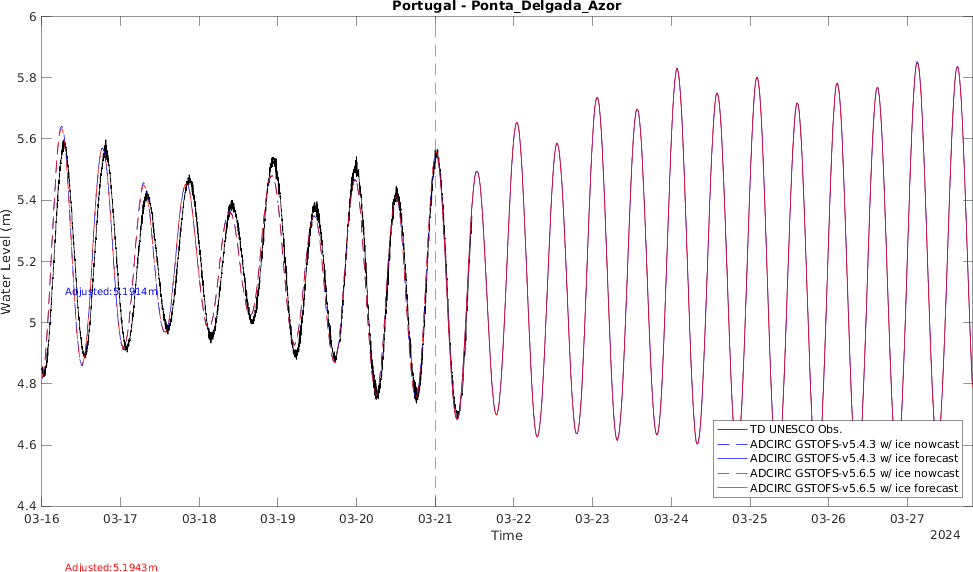 Portugal - Ponta_Delgada_Azor
6
5.8
5.6
5.4
5.2
5
4.8
4.6
4.4
Water Level (m)
Adjusted:5.1914m
TD UNESCO Obs.
ADCIRC GSTOFS-v5.4.3 w/ ice nowcast
ADCIRC GSTOFS-v5.4.3 w/ ice forecast
ADCIRC GSTOFS-v5.6.5 w/ ice nowcast
ADCIRC GSTOFS-v5.6.5 w/ ice forecast
03-16 03-17 03-18 03-19 03-20 03-21 03-22 03-23 03-24 03-25 03-26 03-27
Time
2024
Adjusted:5.1943m